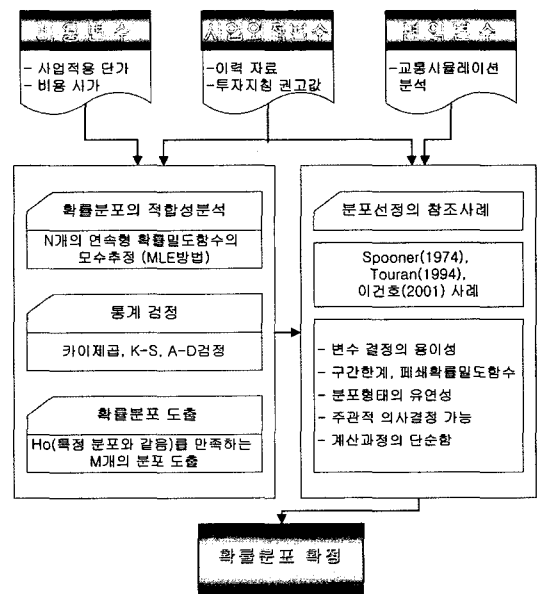 비용변수
- 사업적용 단가
- 비용 시가
-이력 자료
-투자지침 권고값
편익변수
-교통시뮬레이션
분석
확률분포의 적합성분석
N개의 연속형 확률밀도함수의
모수추정 (MLE방법)
통계 검정
카이제곱, K-S, A-D검정
확률분포 도출
Ho(특정 분포와 같음)를 만족하는
M개의 분포 도출
분포선정의 참조사례
Spooner(1974),
Touran(1994),
이건호(2001) 사례
- 변수 결정의 용이성
- 구간한계, 폐쇄확률밀도함수
- 분포형태의 유연성
- 주관적 의사결정 가능
- 계산과정의 단순함
확률분포 확정